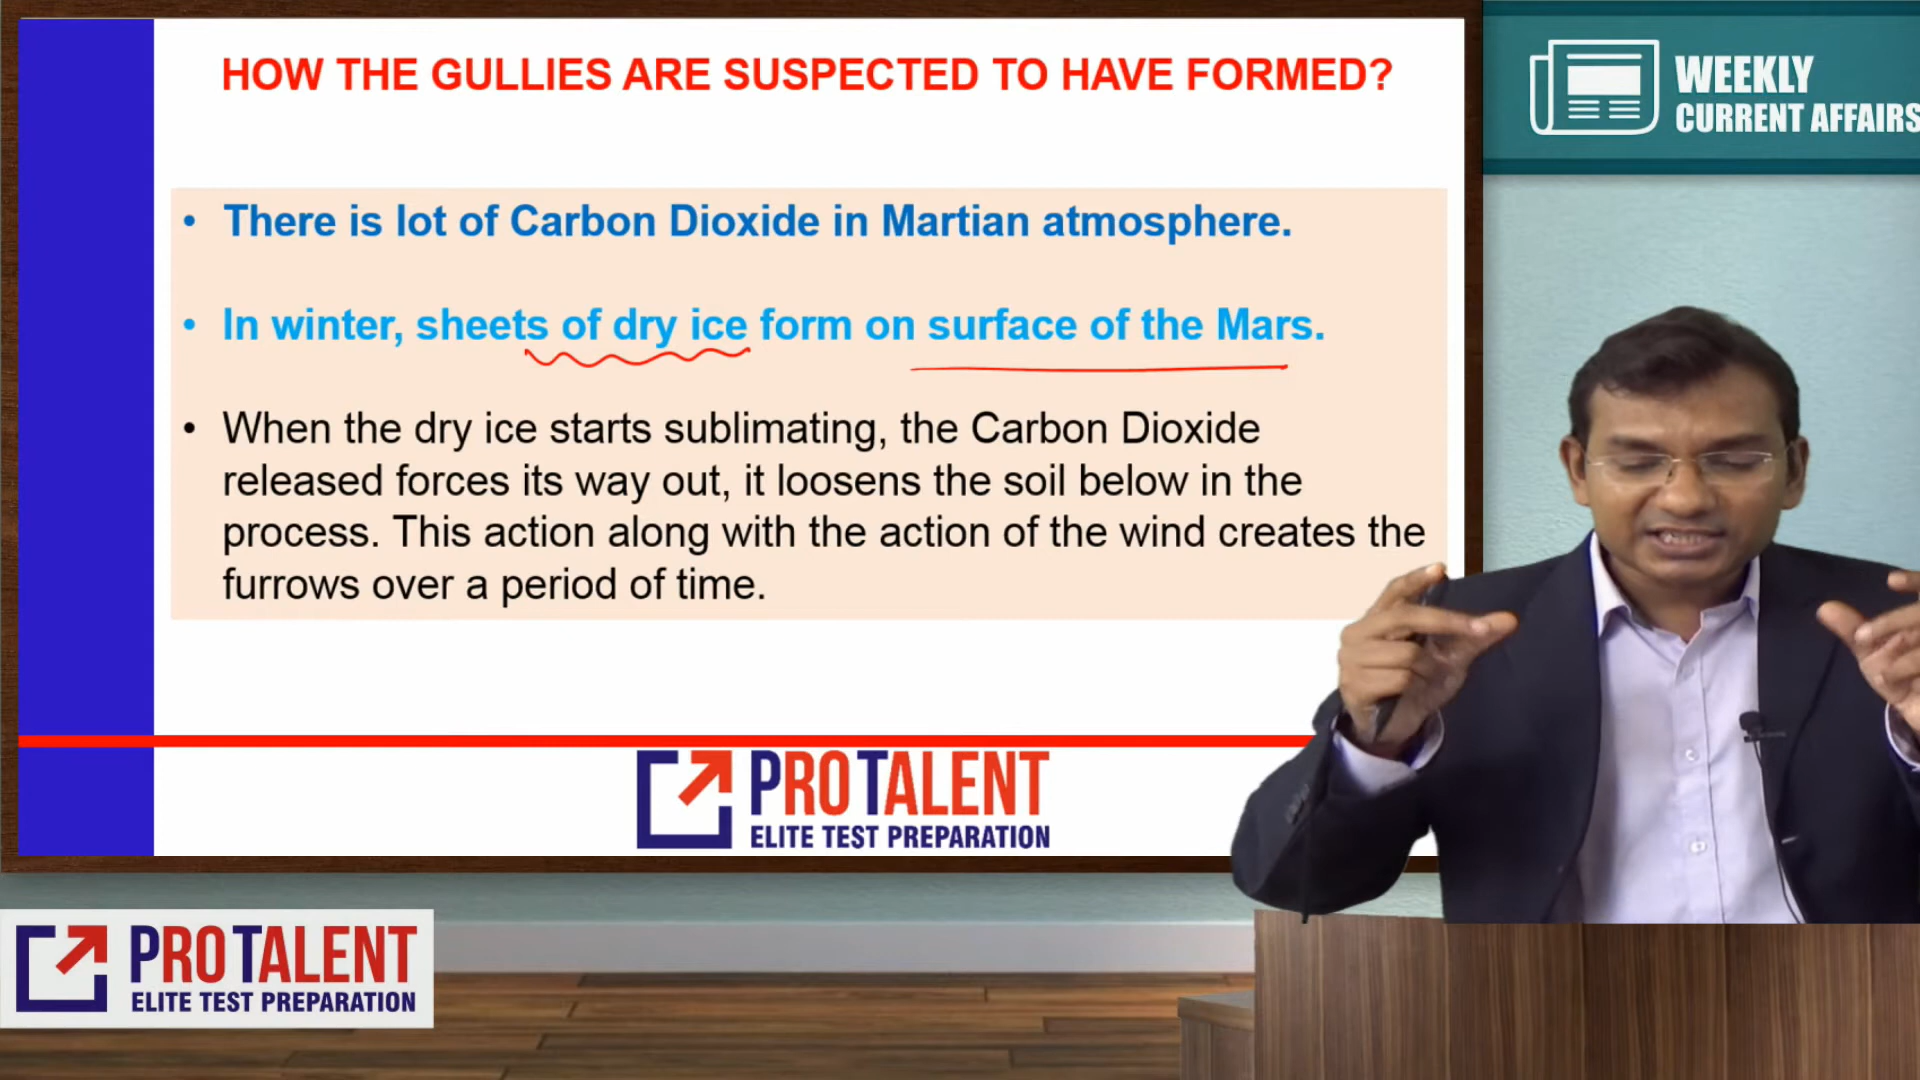 HOW THE GULLIES ARE SUSPECTED TO HAVE FORMED?
WEEKLY
CURRENT AFFAIRS
• There is lot of Carbon Dioxide in Martian atmosphere.
• In winter, sheets of dry ice form on surface of the Mars.
• When the dry ice starts sublimating, the Carbon Dioxide
released forces its way out, it loosens the soil below in the
process. This action along with the action of the wind creates the
furrows over a period of time.
PROTALENT
ELITE TEST PREPARATION
PROTALENT
ELITE TEST PREPARATION